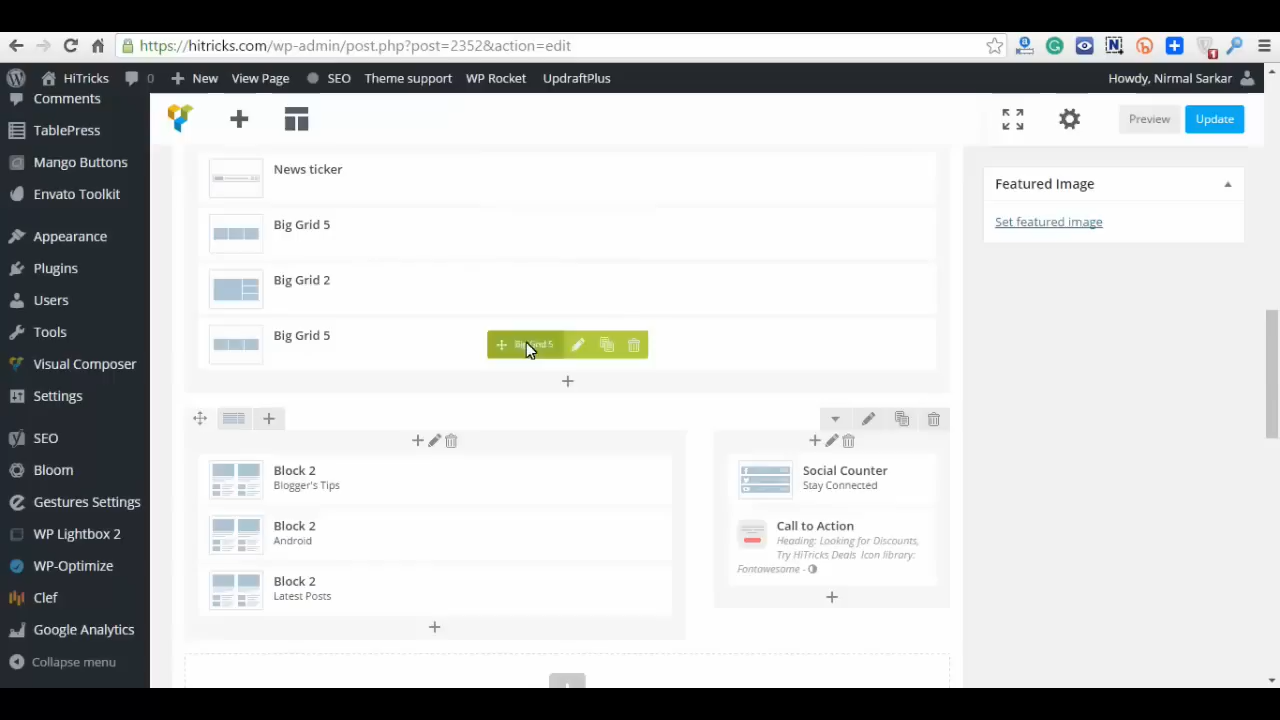 https://hitricks.com/wp-admin/post.php?post=2352&action=edit
1
HiTricks
0
New
View Page
SEO
Theme support
WP Rocket
UpdraftPlus
Howdy, Nirmal Sarkar
Comments
TablePress
Mango Buttons
Envato Toolkit
Appearance
Plugins
Users
Tools
Visual Composer
Settings
SEO
Bloom
Gestures Settings
WP Lightbox 2
WP-Optimize
Clef
Google Analytics
Collapse menu
Preview
Update
News ticker
Big Grid 5
Big Grid 2
Big Grid 5
Big Grid 5
Block 2
Blogger's Tips
Block 2
Android
Block 2
Latest Posts
Social Counter
Stay Connected
Call to Action
Heading: Looking for Discounts,
Try HiTricks Deals Icon library:
Fontawesome -
Featured Image
Set featured image